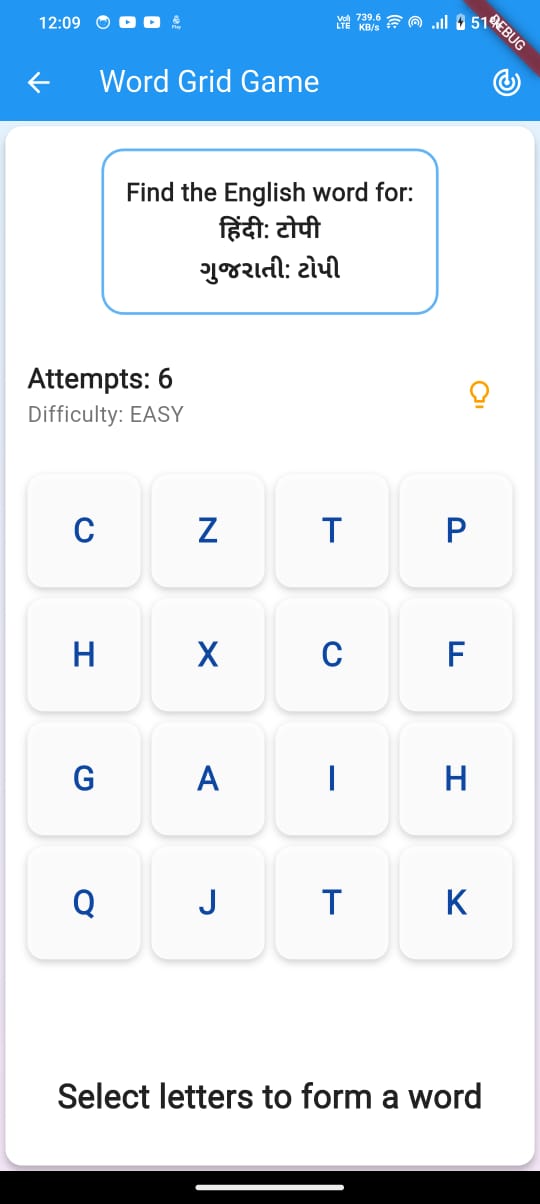 12:09 Vo)) LTE 739.6 KB/s 51%
DEBUG
Word Grid Game
Find the English word for:
हिंदी: टोपी
ગુજરાતી: ટોપી
Attempts: 6
Difficulty: EASY
C Z T P
H X C F
G A I H
Q J T K
Select letters to form a word